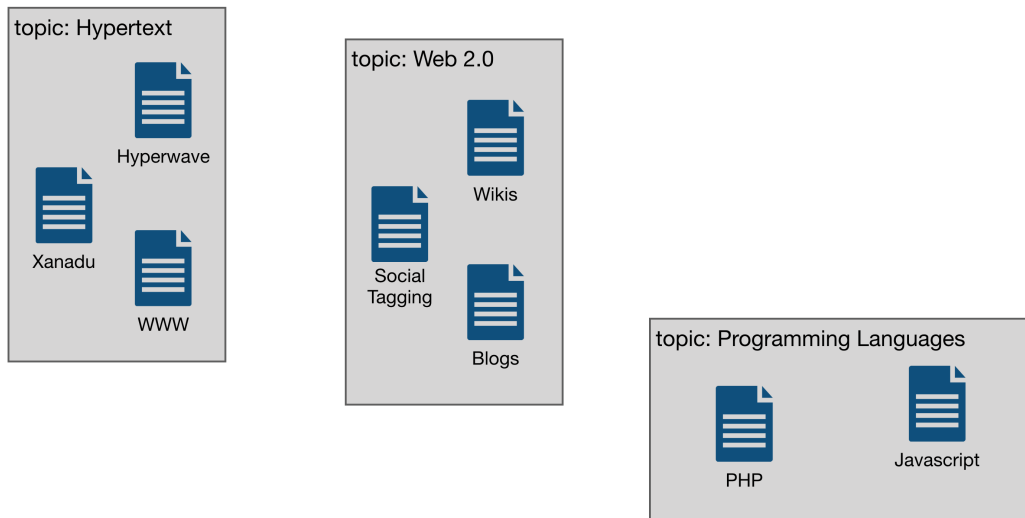 topic: Hypertext
Hyperwave
Xanadu
WWW
topic: Web 2.0
Wikis
Social
Tagging
Blogs
topic: Programming Languages
PHP
Javascript